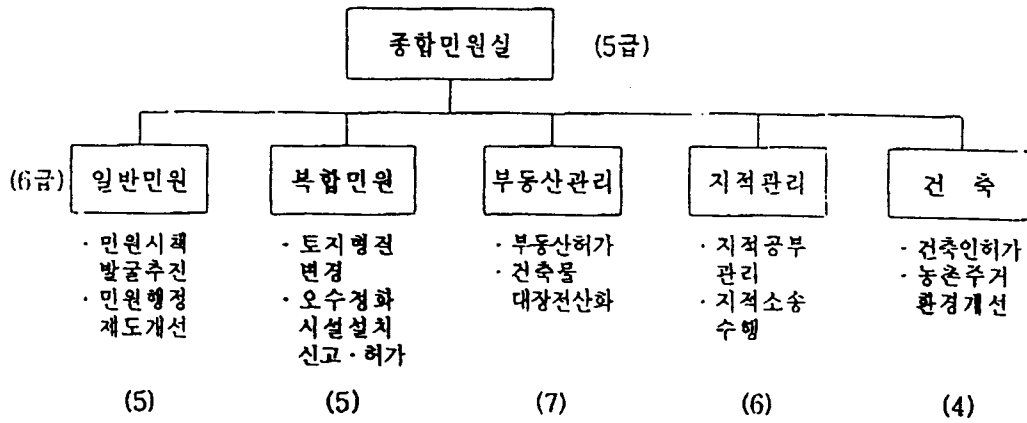 종합민원실 (5급)
(6급) 일반민원 복합민원 부동산관리 지적관리 건 축
· 민원시책
발굴추진
· 민원행정
제도개선
(5)
· 토지형질
변경
· 오수정화
시설설치
신고 · 허가
(5)
· 부동산허가
· 건축물
대장전산화
(7)
· 지적공부
관리
· 지적소송
수행
(6)
· 건축인허가
· 농촌주거
환경개선
(4)